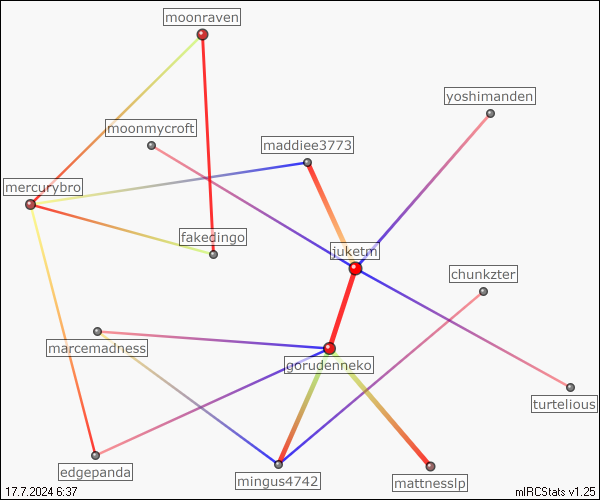 moonraven
yoshimanden
moonmycroft
maddiee3773
mercurybro
fakedingo
juketm
chunkzter
marcemadness
gorudenneko
turtelious
edgepanda
mingus4742
mattnesslp
17.7.2024 6:37
mIRCStats v1.25